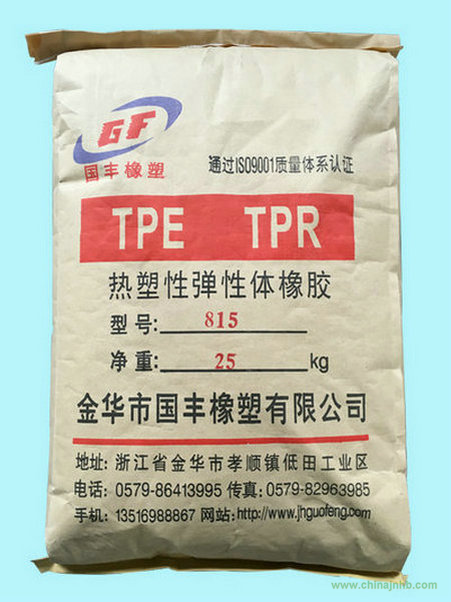 GF
国丰橡塑
通过ISO9001质量体系认证
TPE TPR
热塑性弹性体橡胶
型号: 815
净重: 25 kg
金华市国丰橡塑有限公司
地址: 浙江省金华市孝顺镇低田工业区
电话: 0579-86413995 传真: 0579-82963985
手机: 13516988867 网站: http://www.jhguofeng.com
www.chinajnhb.com